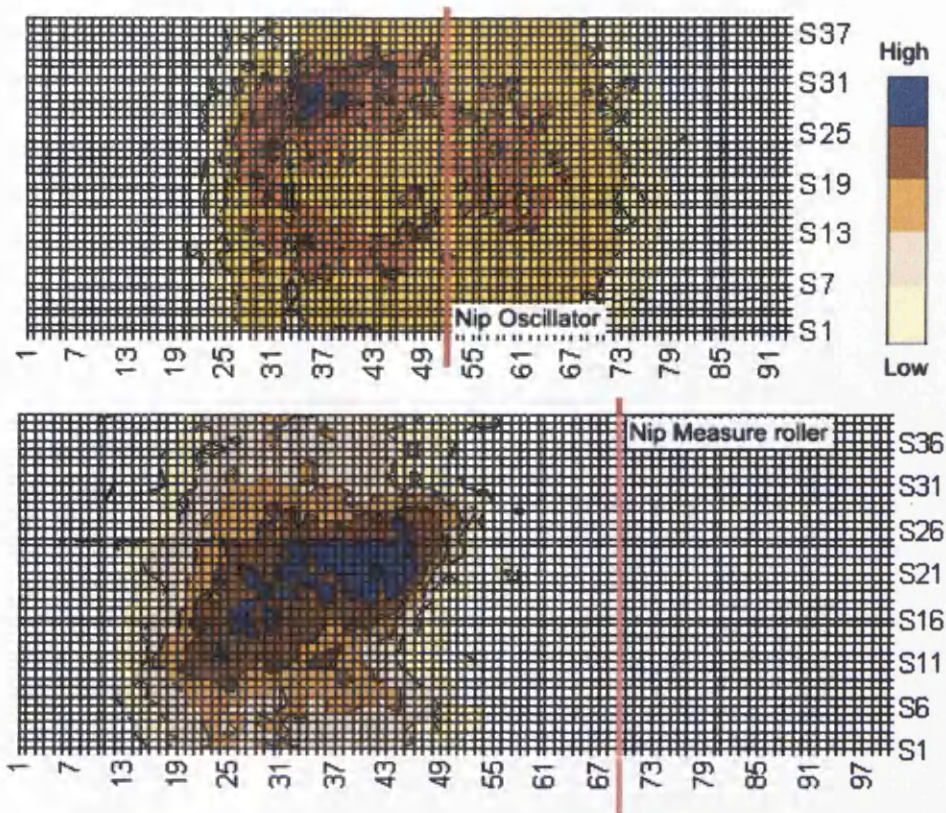 S37
S31
S25
S19
S13
S7
S1
High
Low
Nip Oscillator
1 7 13 19 25 31 37 43 49 55 61 67 73 79 85 91
Nip Measure roller
S36
S31
S26
S21
S16
S11
S6
S1
1 7 13 19 25 31 37 43 49 55 61 67 73 79 85 91 97